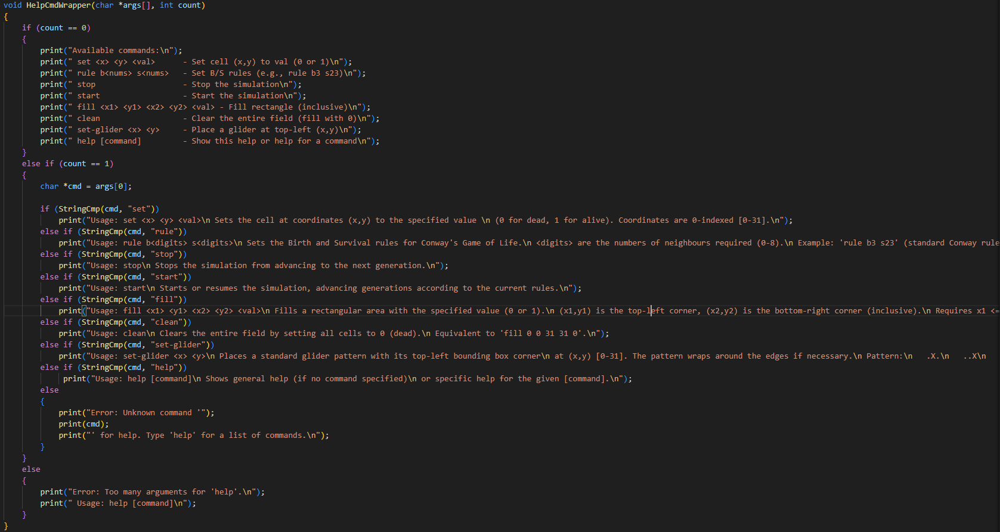 void HelpCmdWrapper(char *args[], int count)
{
    if (count == 0)
    {
        print("Available commands:\n");
        print(" set <x> <y> <val>      - Set cell (x,y) to val (0 or 1)\n");
        print(" rule b<nums> s<nums>   - Set B/S rules (e.g., rule b3 s23)\n");
        print(" stop                   - Stop the simulation\n");
        print(" start                  - Start the simulation\n");
        print(" fill <x1> <y1> <x2> <y2> <val> - Fill rectangle (inclusive)\n");
        print(" clean                  - Clear the entire field (fill with 0)\n");
        print(" set-glider <x> <y>     - Place a glider at top-left (x,y)\n");
        print(" help [command]         - Show this help or help for a command\n");
    }
    else if (count == 1)
    {
        char *cmd = args[0];

        if (StringCmp(cmd, "set"))
            print("Usage: set <x> <y> <val>\n Sets the cell at coordinates (x,y) to the specified value \n (0 for dead, 1 for alive). Coordinates are 0-indexed [0-31].\n");
        else if (StringCmp(cmd, "rule"))
            print("Usage: rule b<digits> s<digits>\n Sets the Birth and Survival rules for Conway's Game of Life.\n <digits> are the numbers of neighbours required (0-8).\n Example: 'rule b3 s23' (standard Conway rule
        else if (StringCmp(cmd, "stop"))
            print("Usage: stop\n Stops the simulation from advancing to the next generation.\n");
        else if (StringCmp(cmd, "start"))
            print("Usage: start\n Starts or resumes the simulation, advancing generations according to the current rules.\n");
        else if (StringCmp(cmd, "fill"))
            print("Usage: fill <x1> <y1> <x2> <y2> <val>\n Fills a rectangular area with the specified value (0 or 1).\n (x1,y1) is the top-left corner, (x2,y2) is the bottom-right corner (inclusive).\n Requires x1 <=
        else if (StringCmp(cmd, "clean"))
            print("Usage: clean\n Clears the entire field by setting all cells to 0 (dead).\n Equivalent to 'fill 0 0 31 31 0'.\n");
        else if (StringCmp(cmd, "set-glider"))
            print("Usage: set-glider <x> <y>\n Places a standard glider pattern with its top-left bounding box corner\n at (x,y) [0-31]. The pattern wraps around the edges if necessary.\n Pattern:\n   .X.\n   ..X\n
        else if (StringCmp(cmd, "help"))
             print("Usage: help [command]\n Shows general help (if no command specified)\n or specific help for the given [command].\n");
        else
        {
            print("Error: Unknown command '");
            print(cmd);
            print("' for help. Type 'help' for a list of commands.\n");
        }
    }
    else
    {
        print("Error: Too many arguments for 'help'.\n");
        print(" Usage: help [command]\n");
    }
}